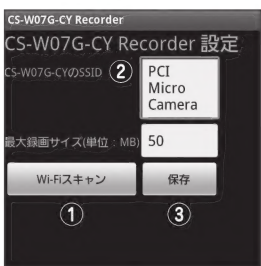 CS-W07G-CY Recorder
CS-W07G-CY Recorder 設定
CS-W07G-CYのSSID ② PCI
Micro
Camera
最大録画サイズ(単位：MB) 50
Wi-Fiスキャン 保存
① ③